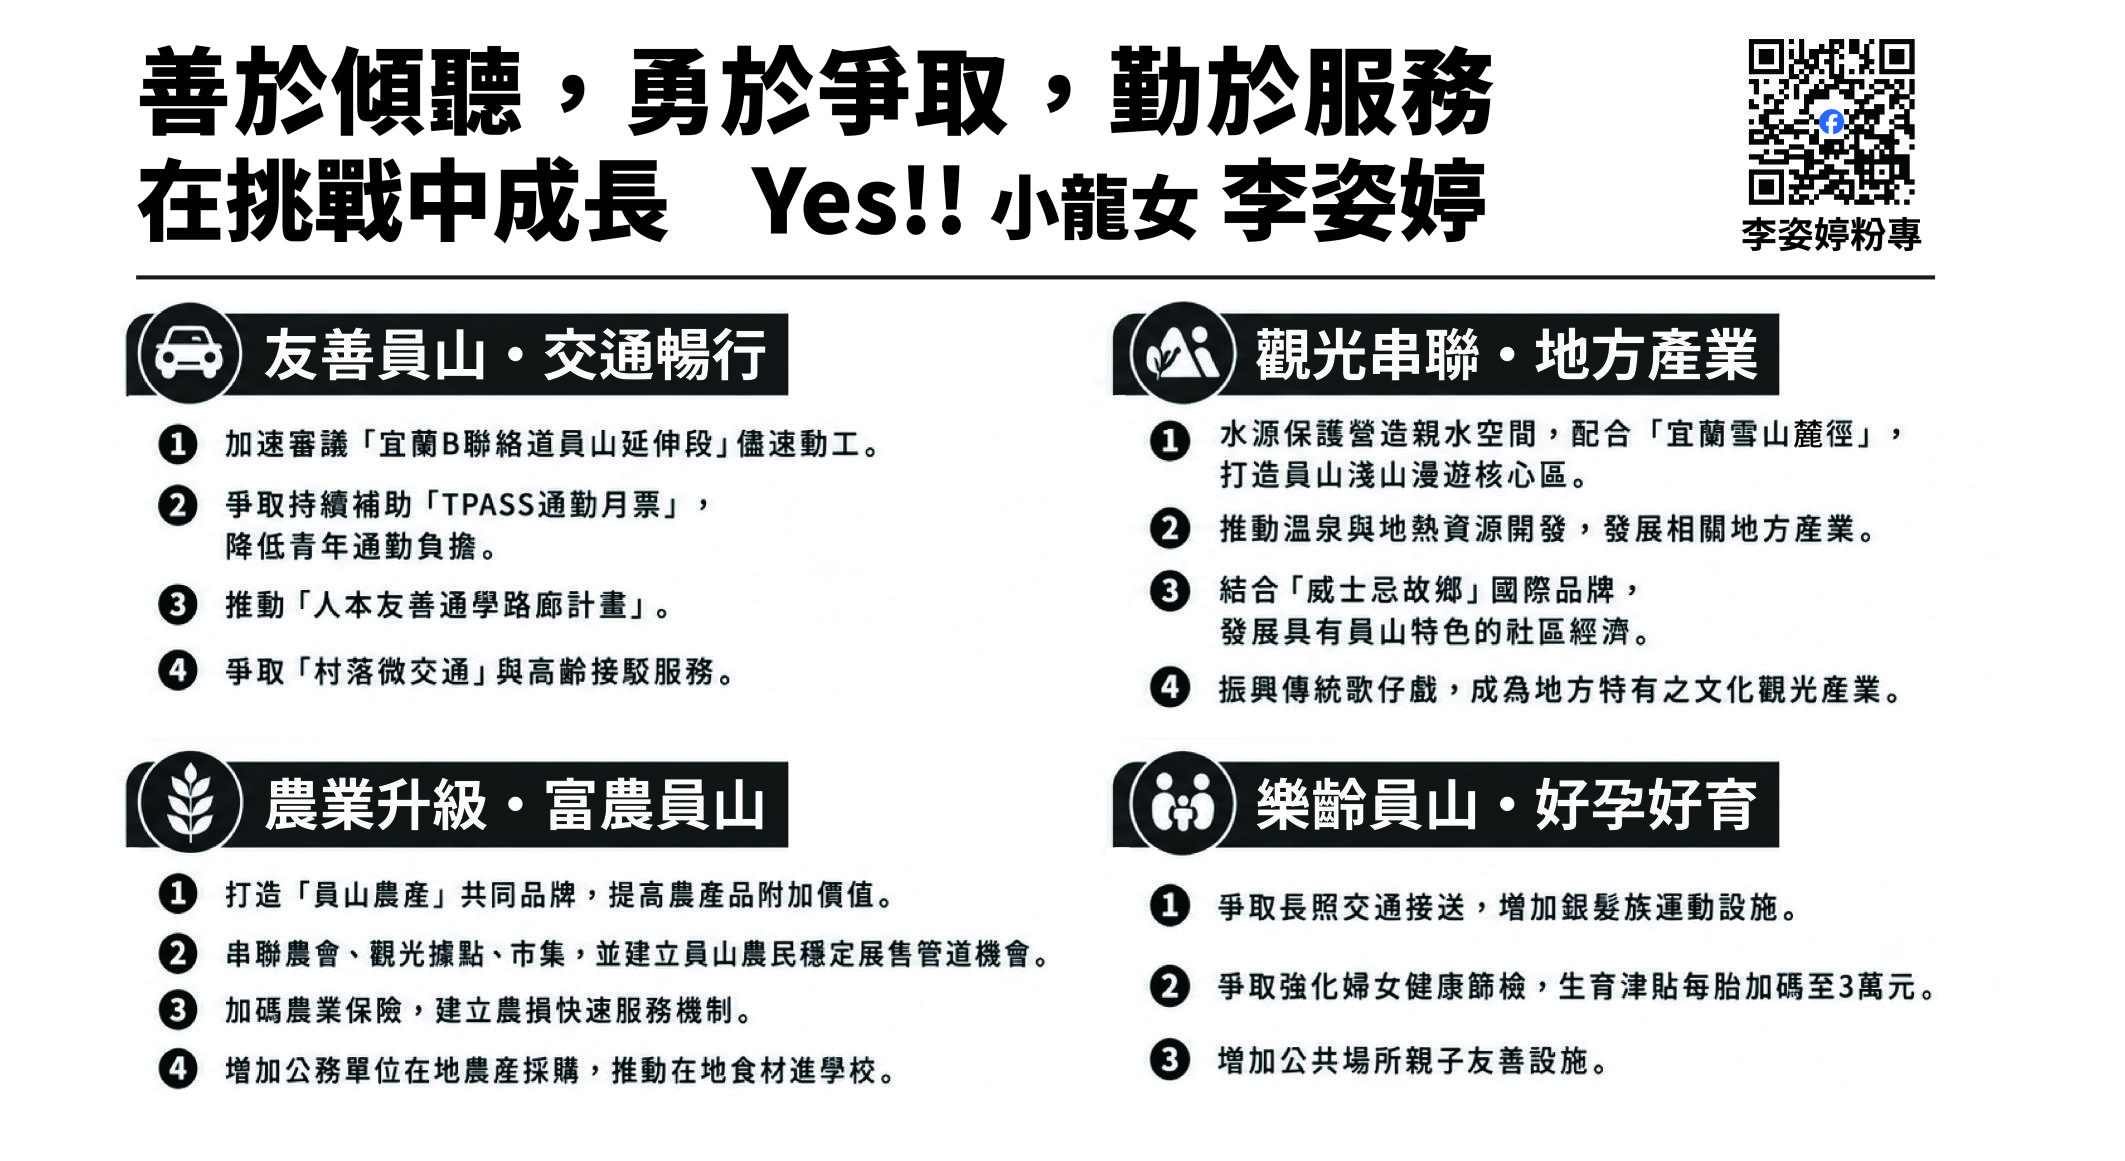 善於傾聽，勇於爭取，勤於服務
在挑戰中成長　Yes!! 小龍女 李姿婷
李姿婷粉專
友善員山・交通暢行
1 加速審議「宜蘭B聯絡道員山延伸段」儘速動工。
2 爭取持續補助「TPASS通勤月票」，
降低青年通勤負擔。
3 推動「人本友善通學路廊計畫」。
4 爭取「村落微交通」與高齡接駁服務。
觀光串聯・地方產業
1 水源保護營造親水空間，配合「宜蘭雪山麓徑」，
打造員山淺山漫遊核心區。
2 推動溫泉與地熱資源開發，發展相關地方產業。
3 結合「威士忌故鄉」國際品牌，
發展具有員山特色的社區經濟。
4 振興傳統歌仔戲，成為地方特有之文化觀光產業。
農業升級・富農員山
1 打造「員山農產」共同品牌，提高農產品附加價值。
2 串聯農會、觀光據點、市集，並建立員山農民穩定展售管道機會。
3 加碼農業保險，建立農損快速服務機制。
4 增加公務單位在地農產採購，推動在地食材進學校。
樂齡員山・好孕好育
1 爭取長照交通接送，增加銀髮族運動設施。
2 爭取強化婦女健康篩檢，生育津貼每胎加碼至3萬元。
3 增加公共場所親子友善設施。